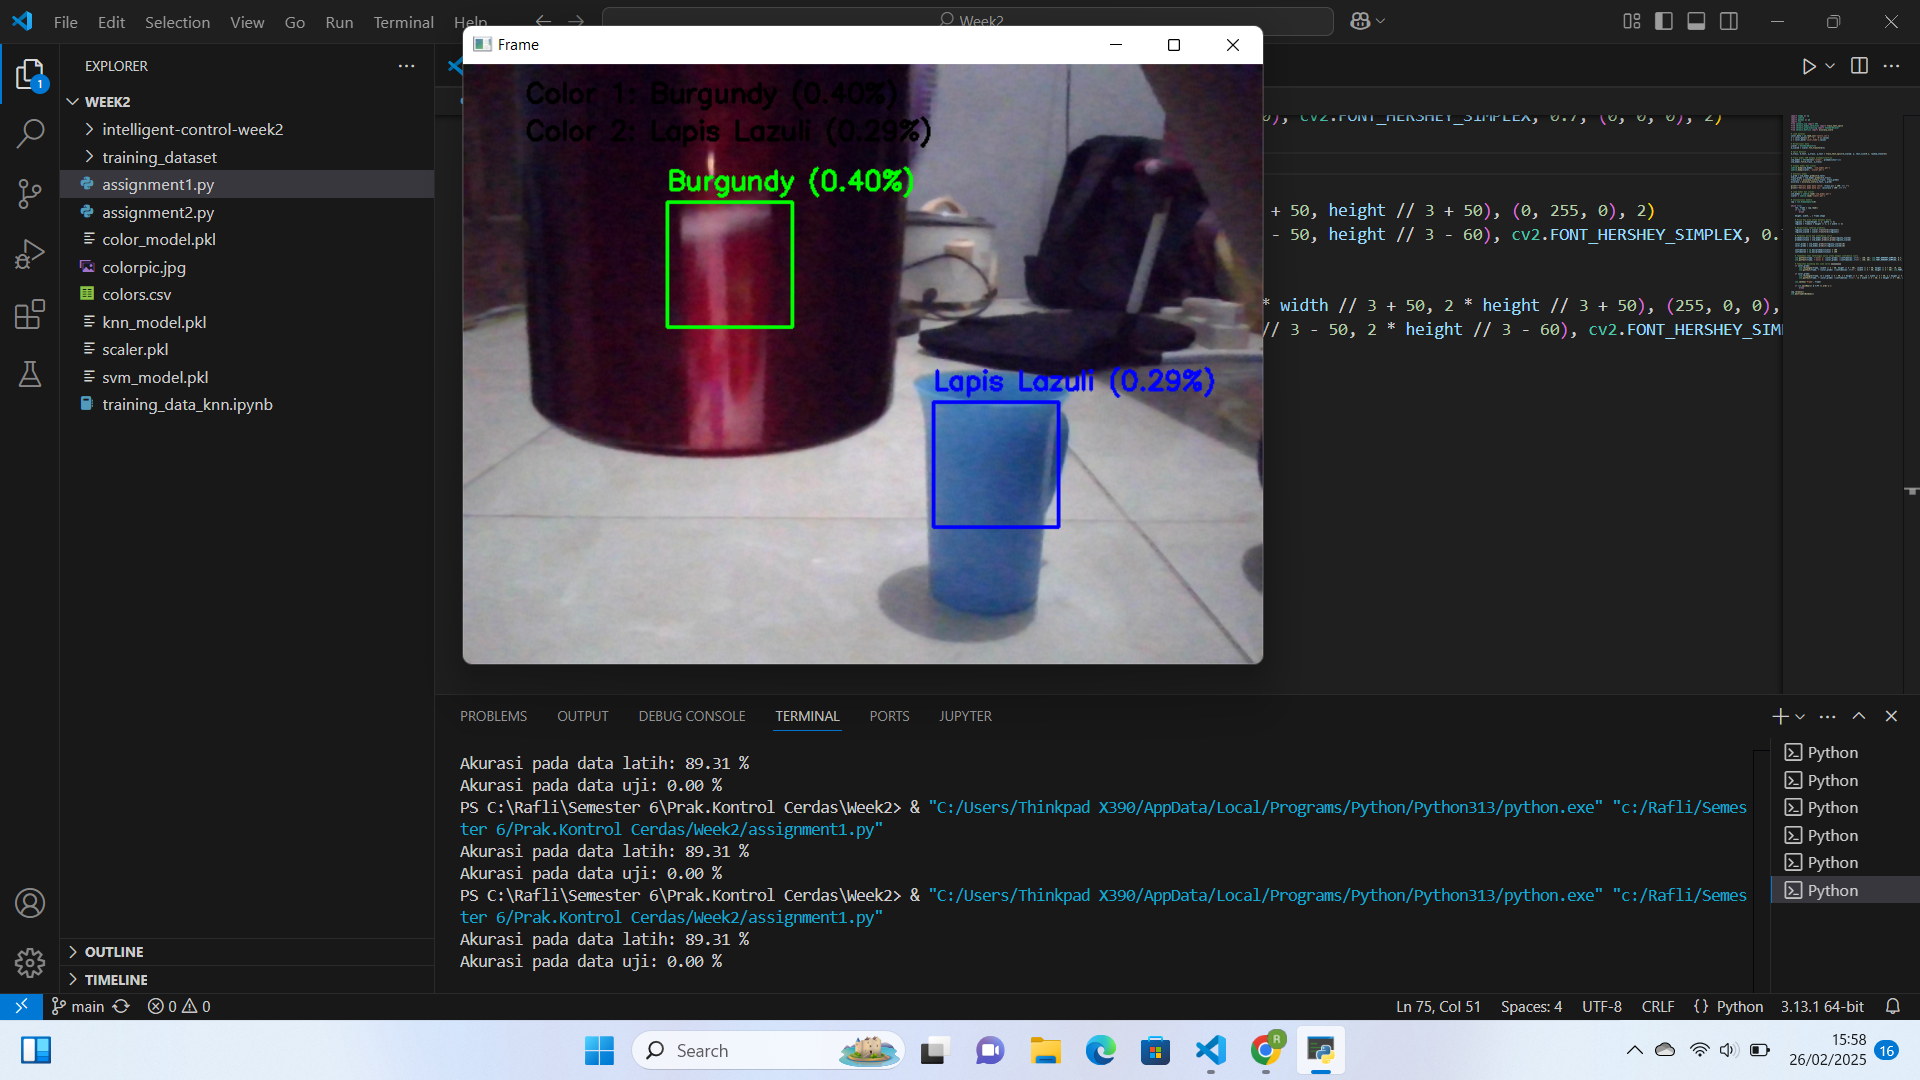 File Edit Selection View Go Run Terminal Help
Week2
Frame
EXPLORER
WEEK2
intelligent-control-week2
training_dataset
assignment1.py
assignment2.py
color_model.pkl
colorpic.jpg
colors.csv
knn_model.pkl
scaler.pkl
svm_model.pkl
training_data_knn.ipynb
OUTLINE
TIMELINE
1
Color 1: Burgundy (0.40%)
Color 2: Lapis Lazuli (0.29%)
Burgundy (0.40%)
Lapis Lazuli (0.29%)
0), cv2.FONT_HERSHEY_SIMPLEX, 0.7, (0, 0, 0), 2)
+ 50, height // 3 + 50), (0, 255, 0), 2)
- 50, height // 3 - 60), cv2.FONT_HERSHEY_SIMPLEX, 0.
* width // 3 + 50, 2 * height // 3 + 50), (255, 0, 0),
// 3 - 50, 2 * height // 3 - 60), cv2.FONT_HERSHEY_SIM
PROBLEMS OUTPUT DEBUG CONSOLE TERMINAL PORTS JUPYTER
Akurasi pada data latih: 89.31 %
Akurasi pada data uji: 0.00 %
PS C:\Rafli\Semester 6\Prak.Kontrol Cerdas\Week2> & "C:/Users/Thinkpad X390/AppData/Local/Programs/Python/Python313/python.exe" "c:/Rafli/Semes
ter 6/Prak.Kontrol Cerdas/Week2/assignment1.py"
Akurasi pada data latih: 89.31 %
Akurasi pada data uji: 0.00 %
PS C:\Rafli\Semester 6\Prak.Kontrol Cerdas\Week2> & "C:/Users/Thinkpad X390/AppData/Local/Programs/Python/Python313/python.exe" "c:/Rafli/Semes
ter 6/Prak.Kontrol Cerdas/Week2/assignment1.py"
Akurasi pada data latih: 89.31 %
Akurasi pada data uji: 0.00 %
Python
Python
Python
Python
Python
Python
main 0 0 Ln 75, Col 51 Spaces: 4 UTF-8 CRLF {} Python 3.13.1 64-bit
Search
R
15:58
26/02/2025
16